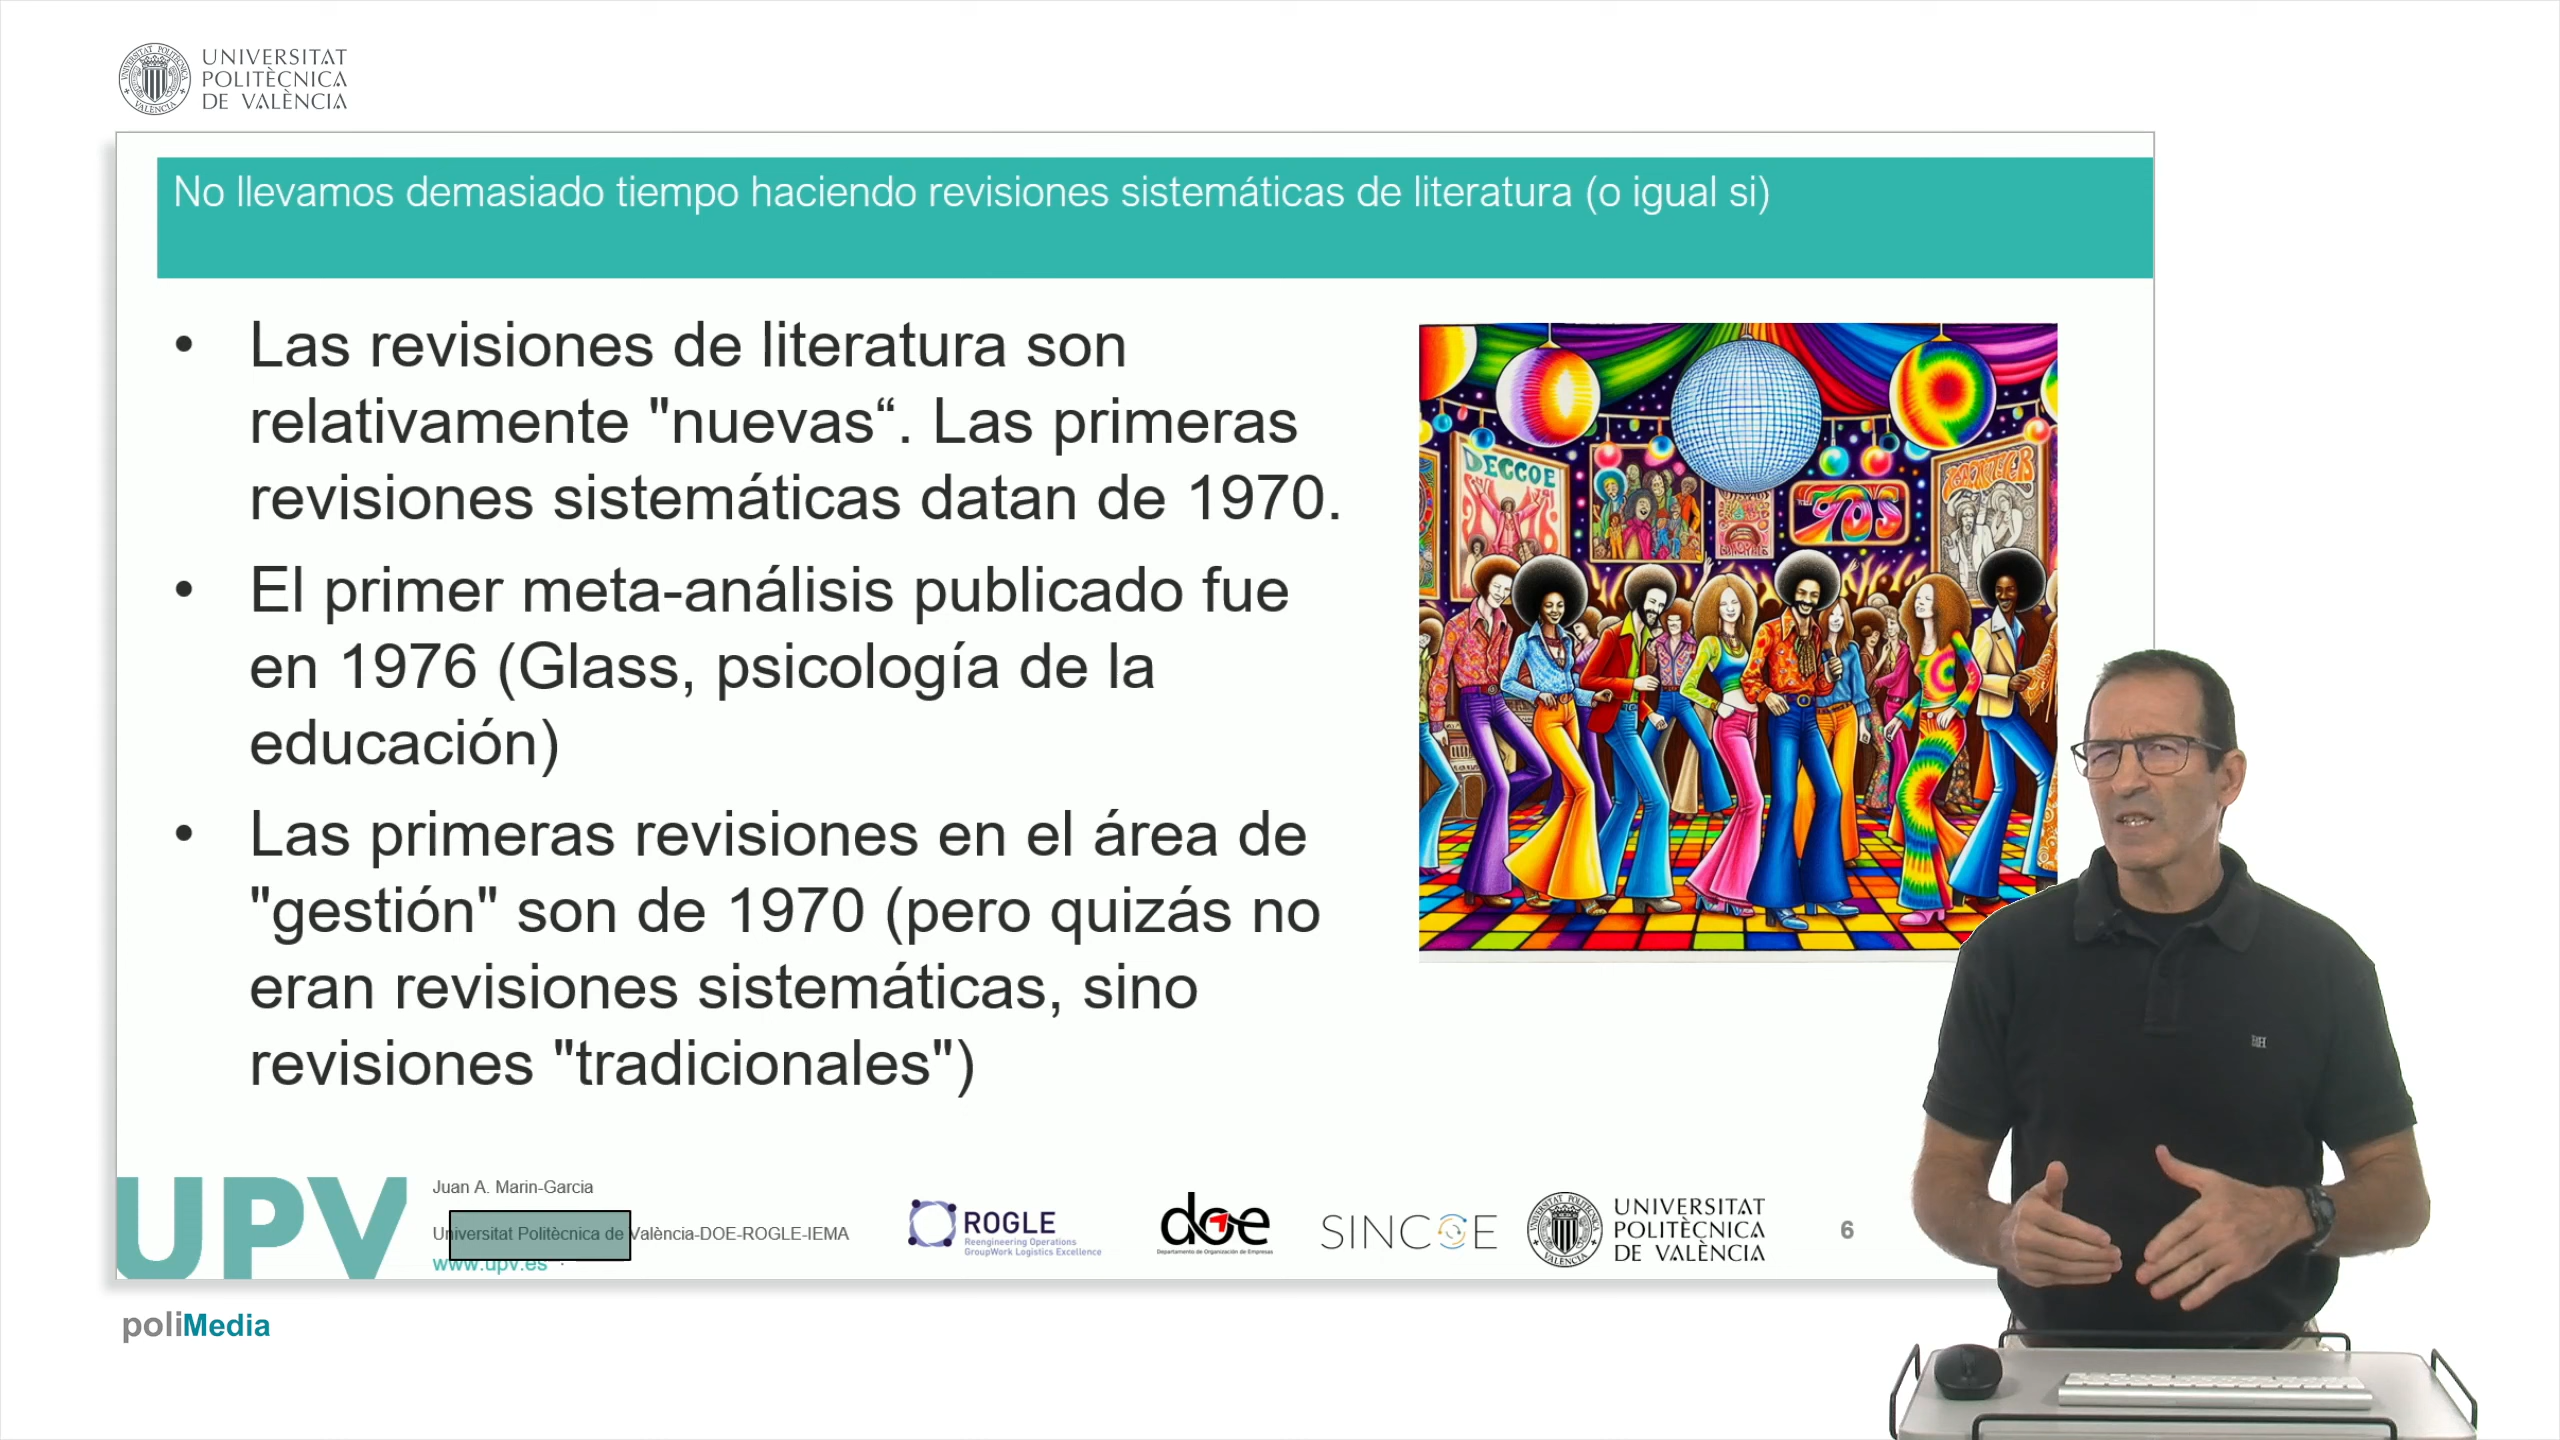 UNIVERSITAT
POLITÈCNICA
DE VALÈNCIA
No llevamos demasiado tiempo haciendo revisiones sistemáticas de literatura (o igual si)
• Las revisiones de literatura son
relativamente "nuevas“. Las primeras
revisiones sistemáticas datan de 1970.
• El primer meta-análisis publicado fue
en 1976 (Glass, psicología de la
educación)
• Las primeras revisiones en el área de
"gestión" son de 1970 (pero quizás no
eran revisiones sistemáticas, sino
revisiones "tradicionales")
DECCOE
70S
UPV
Juan A. Marin-Garcia
Universitat Politècnica de València-DOE-ROGLE-IEMA
www.upv.es
ROGLE
Reengineering Operations
GroupWork Logistics Excellence
doe
Departamento de Organización de Empresas
SINCOE
UNIVERSITAT
POLITÈCNICA
DE VALÈNCIA
6
poliMedia